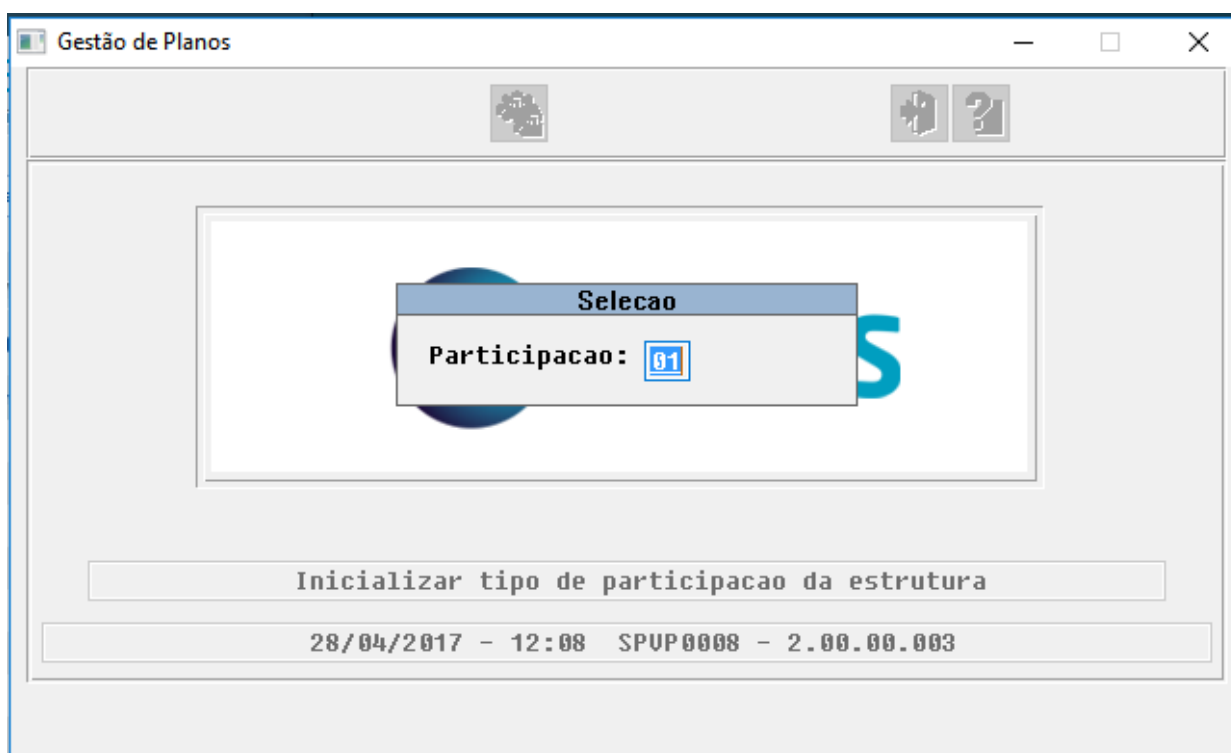 Gestão de Planos
Selecao
Participacao: 01
Inicializar tipo de participacao da estrutura
28/04/2017 - 12:08 SPVP0008 - 2.00.00.003